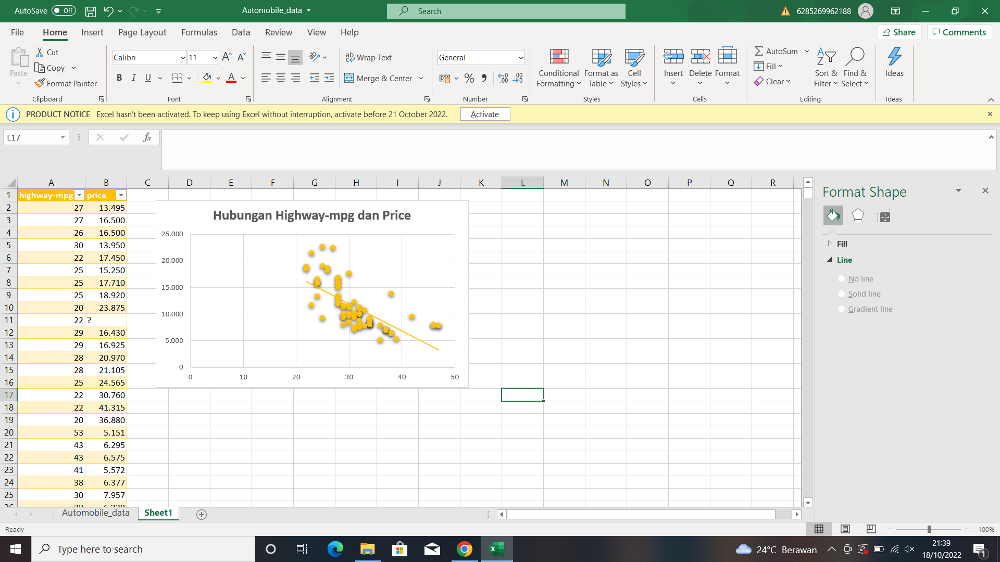 AutoSave Off Automobile_data Search 6285269962188
File Home Insert Page Layout Formulas Data Review View Help Share Comments
Paste Cut Copy Format Painter Clipboard
Calibri 11 B I U A Font
Wrap Text Merge & Center Alignment
General % Number
Conditional Formatting Format as Table Cell Styles Styles
Insert Delete Format Cells
AutoSum Fill Clear Sort & Filter Find & Select Editing
Ideas Ideas
PRODUCT NOTICE Excel hasn't been activated. To keep using Excel without interruption, activate before 21 October 2022. Activate
L17 fx
A B C D E F G H I J K L M N O P Q R
1 highway-mpg price
2 27 13.495
3 27 16.500
4 26 16.500
5 30 13.950
6 22 17.450
7 25 15.250
8 25 17.710
9 25 18.920
10 20 23.875
11 22 ?
12 29 16.430
13 29 16.925
14 28 20.970
15 28 21.105
16 25 24.565
17 22 30.760
18 22 41.315
19 20 36.880
20 53 5.151
21 43 6.295
22 43 6.575
23 41 5.572
24 38 6.377
25 30 7.957
Hubungan Highway-mpg dan Price
25.000
20.000
15.000
10.000
5.000
0
0 10 20 30 40 50
Format Shape
Fill
Line
No line
Solid line
Gradient line
Automobile_data Sheet1
Ready 100%
Type here to search 24°C Berawan 21:39
18/10/2022 1